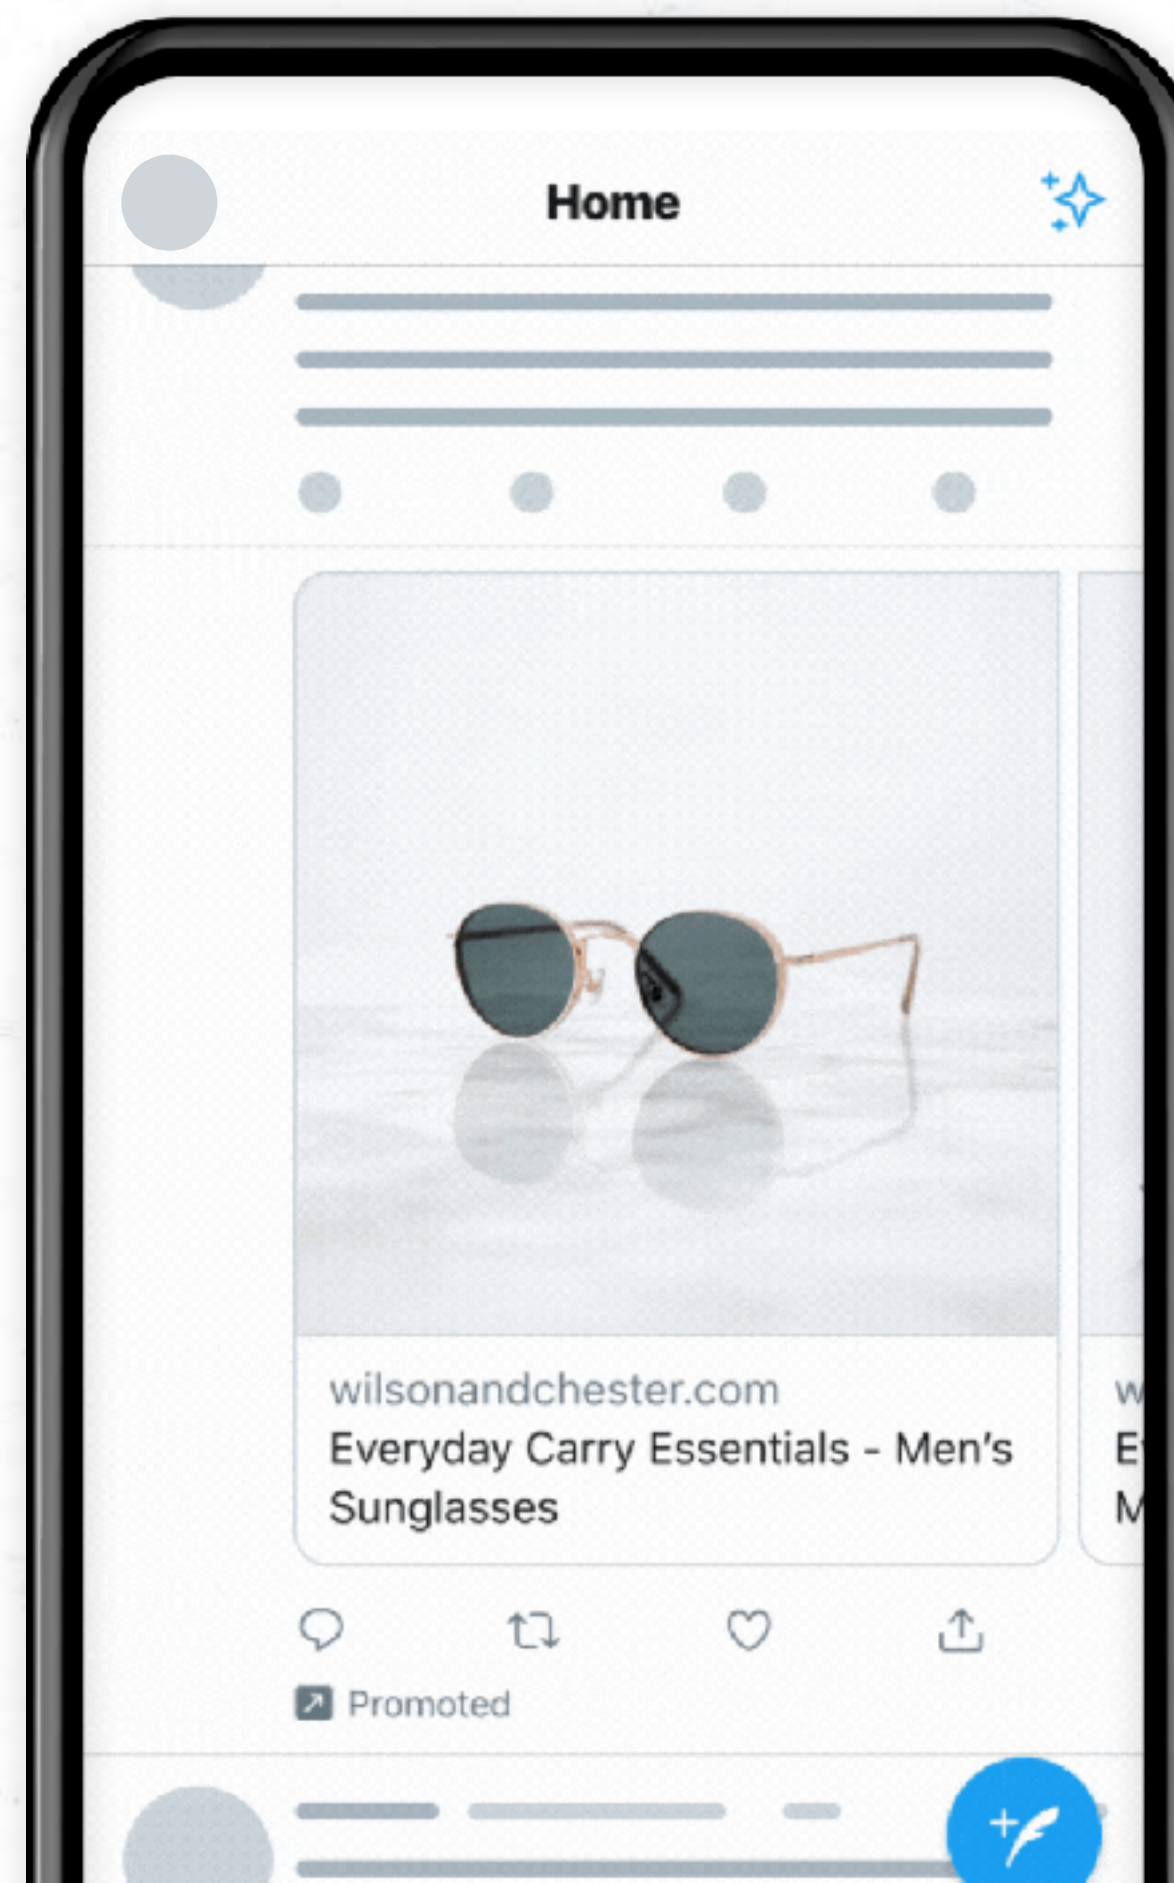 Home
wilsonandchester.com
Everyday Carry Essentials - Men's
Sunglasses
Promoted